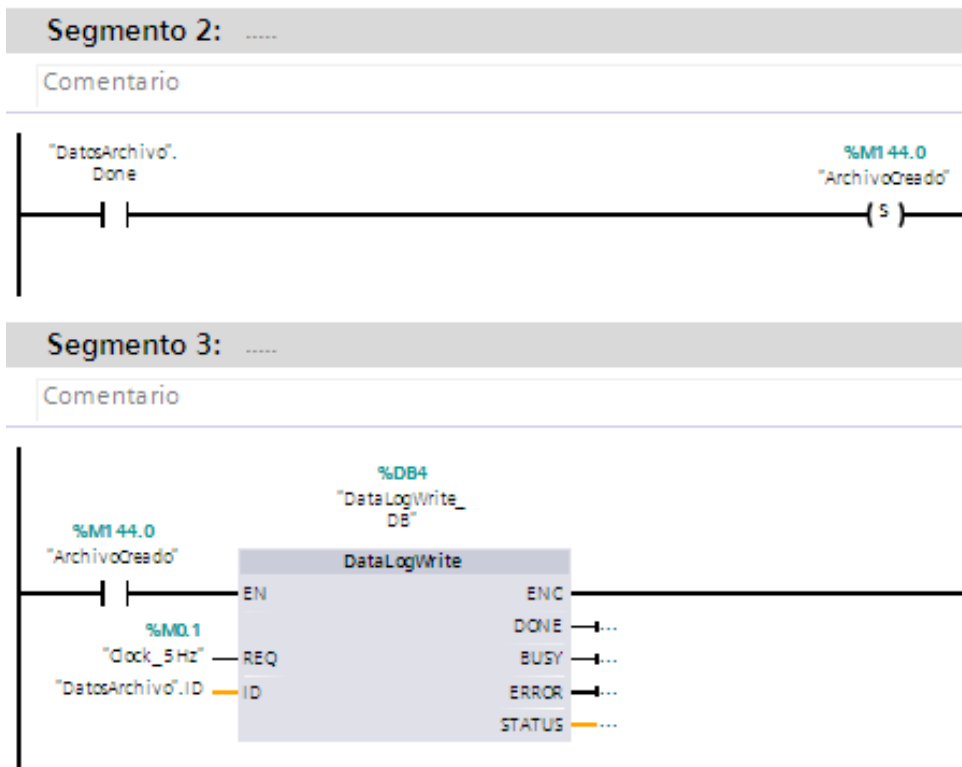 Segmento 2: .....
Comentario
"DatosArchivo".
Done
%M144.0
"ArchivoCreado"
( S )
Segmento 3: .....
Comentario
%DB4
"DataLogWrite_
DB"
%M144.0
"ArchivoCreado"
DataLogWrite
EN
ENO
%M0.1
"Clock_5Hz"
REQ
"DatosArchivo".ID
ID
DONE
...
BUSY
...
ERROR
...
STATUS
...